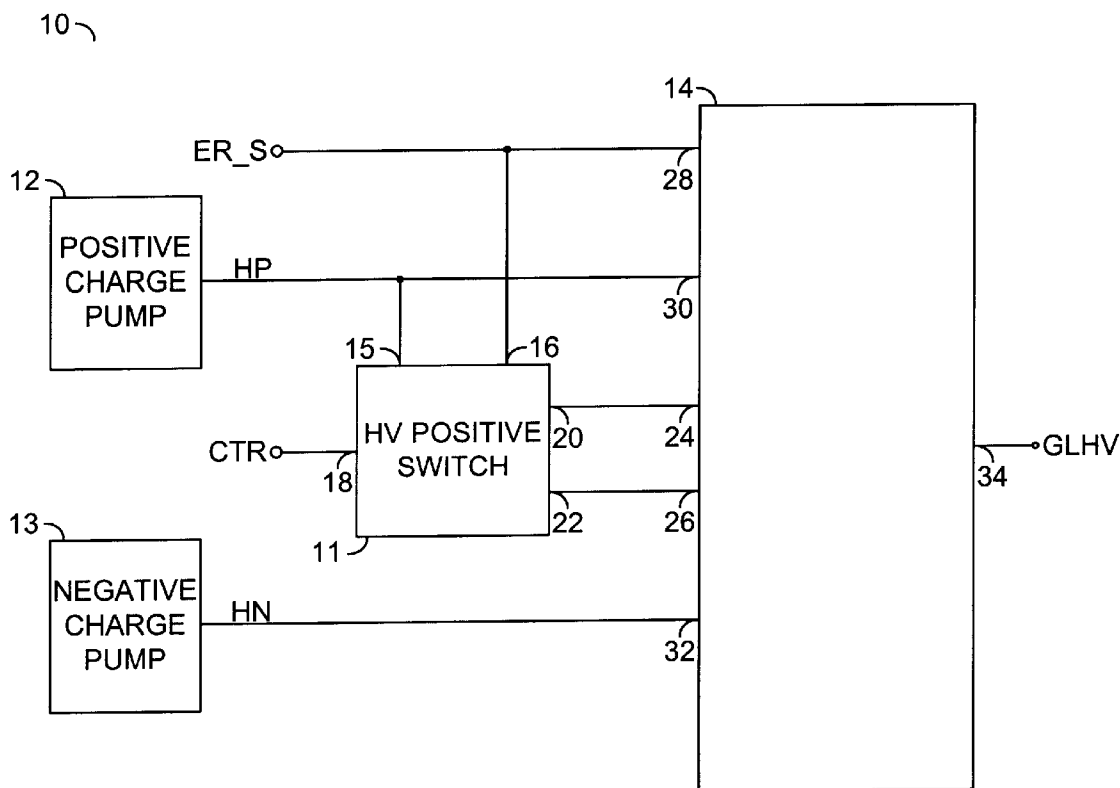 10
14
ER_S
28
12
POSITIVE
CHARGE
PUMP
HP
30
15
16
HV POSITIVE
SWITCH
CTR
18
20
24
22
26
11
GLHV
34
13
NEGATIVE
CHARGE
PUMP
HN
32